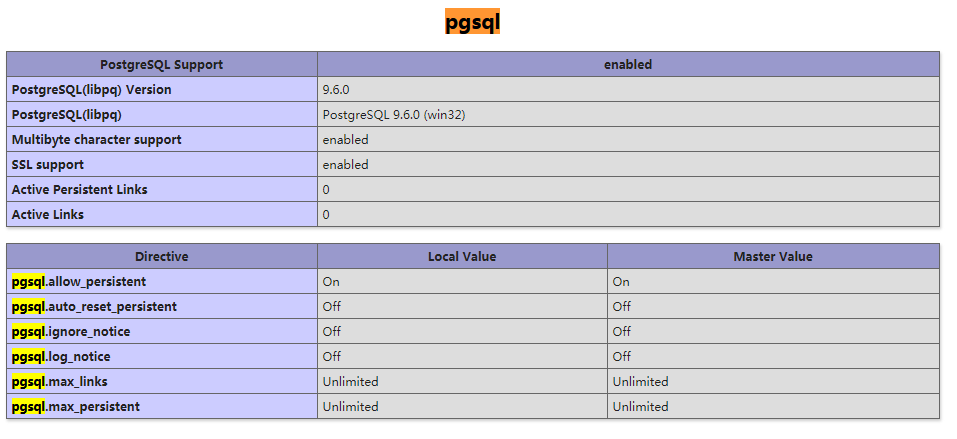 pgsql
PostgreSQL Support enabled
PostgreSQL(libpq) Version 9.6.0
PostgreSQL(libpq) PostgreSQL 9.6.0 (win32)
Multibyte character support enabled
SSL support enabled
Active Persistent Links 0
Active Links 0
Directive Local Value Master Value
pgsql.allow_persistent On On
pgsql.auto_reset_persistent Off Off
pgsql.ignore_notice Off Off
pgsql.log_notice Off Off
pgsql.max_links Unlimited Unlimited
pgsql.max_persistent Unlimited Unlimited